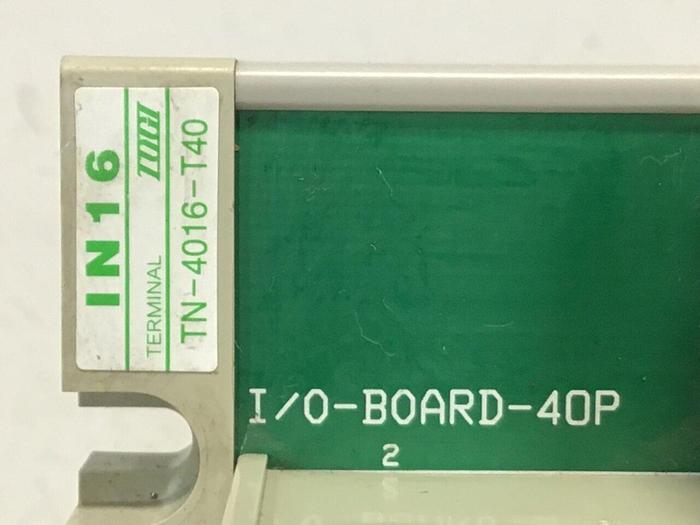 IN16
TERMINAL TOGI
TN-4016-T40
I/O-BOARD-40P
2